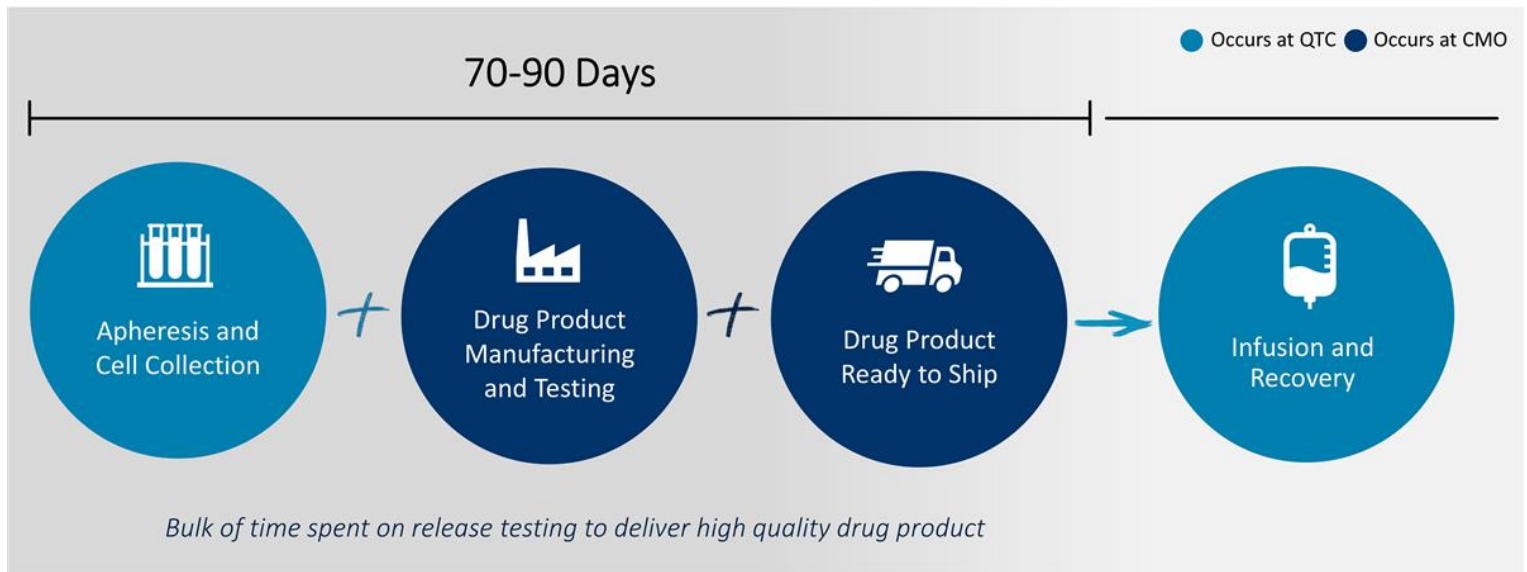 Occurs at QTC
Occurs at CMO
70-90 Days
Apheresis and
Cell Collection
Drug Product
Manufacturing
and Testing
Drug Product
Ready to Ship
Infusion and
Recovery
Bulk of time spent on release testing to deliver high quality drug product